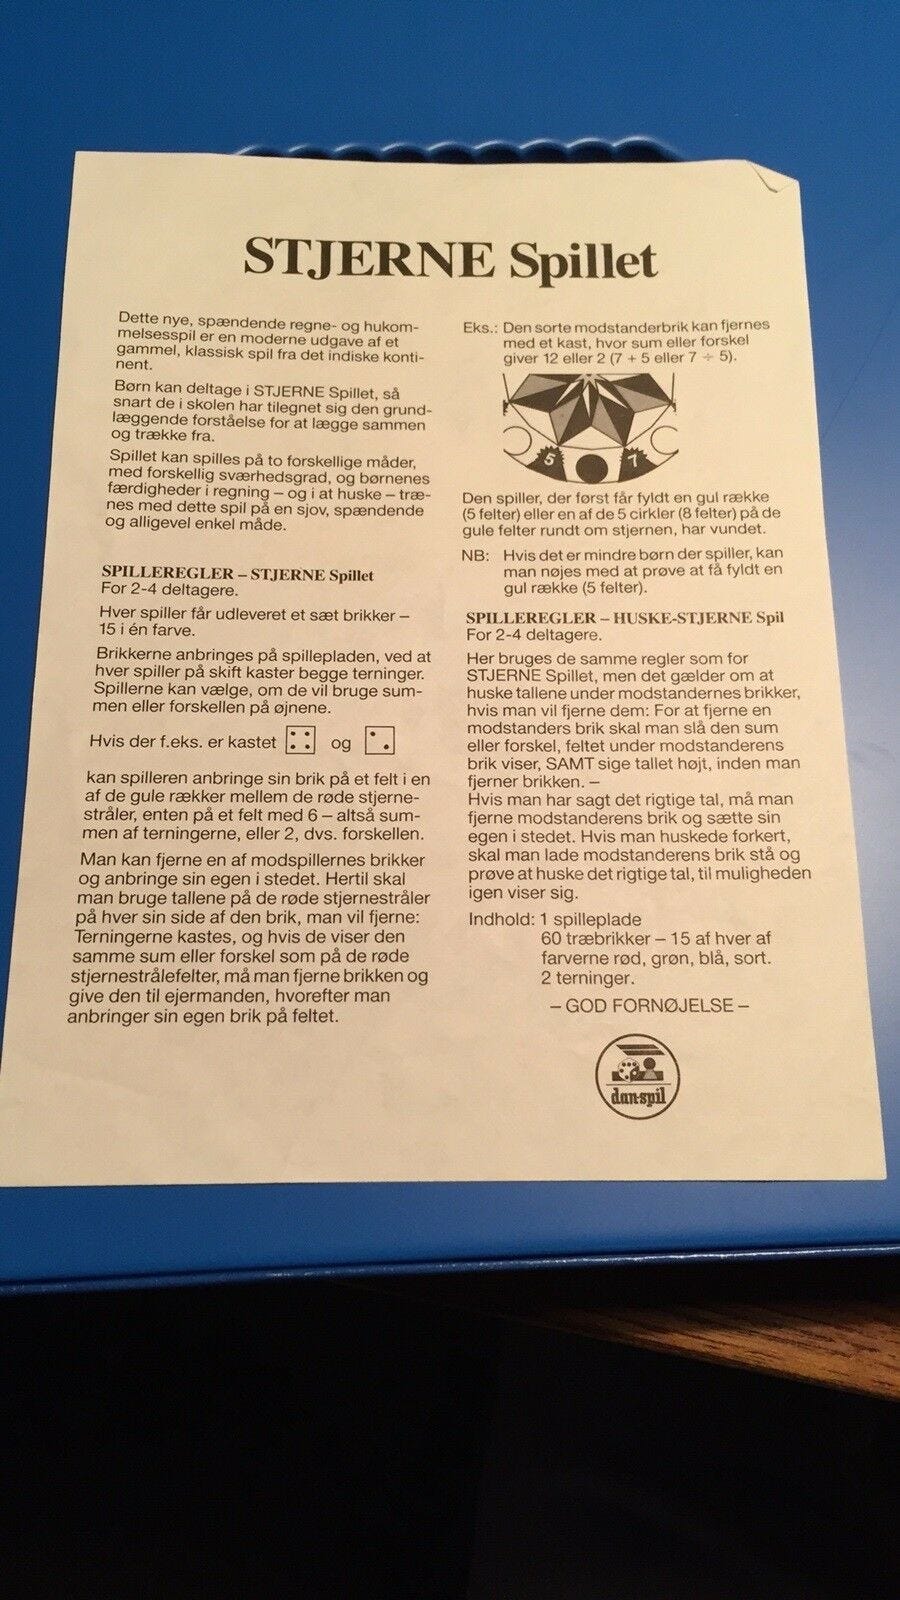 STJERNE Spillet
Dette nye, spændende regne- og hukom-
melsesspil er en moderne udgave af et
gammel, klassisk spil fra det indiske konti-
nent.
Børn kan deltage i STJERNE Spillet, så
snart de i skolen har tilegnet sig den grund-
læggende forståelse for at lægge sammen
og trække fra.
Spillet kan spilles på to forskellige måder,
med forskellig sværhedsgrad, og børnenes
færdigheder i regning – og i at huske – træ-
nes med dette spil på en sjov, spændende
og alligevel enkel måde.
SPILLEREGLER – STJERNE Spillet
For 2-4 deltagere.
Hver spiller får udleveret et sæt brikker –
15 i én farve.
Brikkerne anbringes på spillepladen, ved at
hver spiller på skift kaster begge terninger.
Spillerne kan vælge, om de vil bruge sum-
men eller forskellen på øjnene.
Hvis der f.eks. er kastet og
kan spilleren anbringe sin brik på et felt i en
af de gule rækker mellem de røde stjerne-
stråler, enten på et felt med 6 – altså sum-
men af terningerne, eller 2, dvs. forskellen.
Man kan fjerne en af modspillernes brikker
og anbringe sin egen i stedet. Hertil skal
man bruge tallene på de røde stjernestråler
på hver sin side af den brik, man vil fjerne:
Terningerne kastes, og hvis de viser den
samme sum eller forskel som på de røde
stjernestrålefelter, må man fjerne brikken og
give den til ejermanden, hvorefter man
anbringer sin egen brik på feltet.
Eks.: Den sorte modstanderbrik kan fjernes
med et kast, hvor sum eller forskel
giver 12 eller 2 (7 + 5 eller 7 ÷ 5).
5 7
Den spiller, der først får fyldt en gul række
(5 felter) eller en af de 5 cirkler (8 felter) på de
gule felter rundt om stjernen, har vundet.
NB: Hvis det er mindre børn der spiller, kan
man nøjes med at prøve at få fyldt en
gul række (5 felter).
SPILLEREGLER – HUSKE-STJERNE Spil
For 2-4 deltagere.
Her bruges de samme regler som for
STJERNE Spillet, men det gælder om at
huske tallene under modstandernes brikker,
hvis man vil fjerne dem: For at fjerne en
modstanders brik skal man slå den sum
eller forskel, feltet under modstanderens
brik viser, SAMT sige tallet højt, inden man
fjerner brikken. –
Hvis man har sagt det rigtige tal, må man
fjerne modstanderens brik og sætte sin
egen i stedet. Hvis man huskede forkert,
skal man lade modstanderens brik stå og
prøve at huske det rigtige tal, til muligheden
igen viser sig.
Indhold: 1 spilleplade
60 træbrikker – 15 af hver af
farverne rød, grøn, blå, sort.
2 terninger.
– GOD FORNØJELSE –
dan-spil